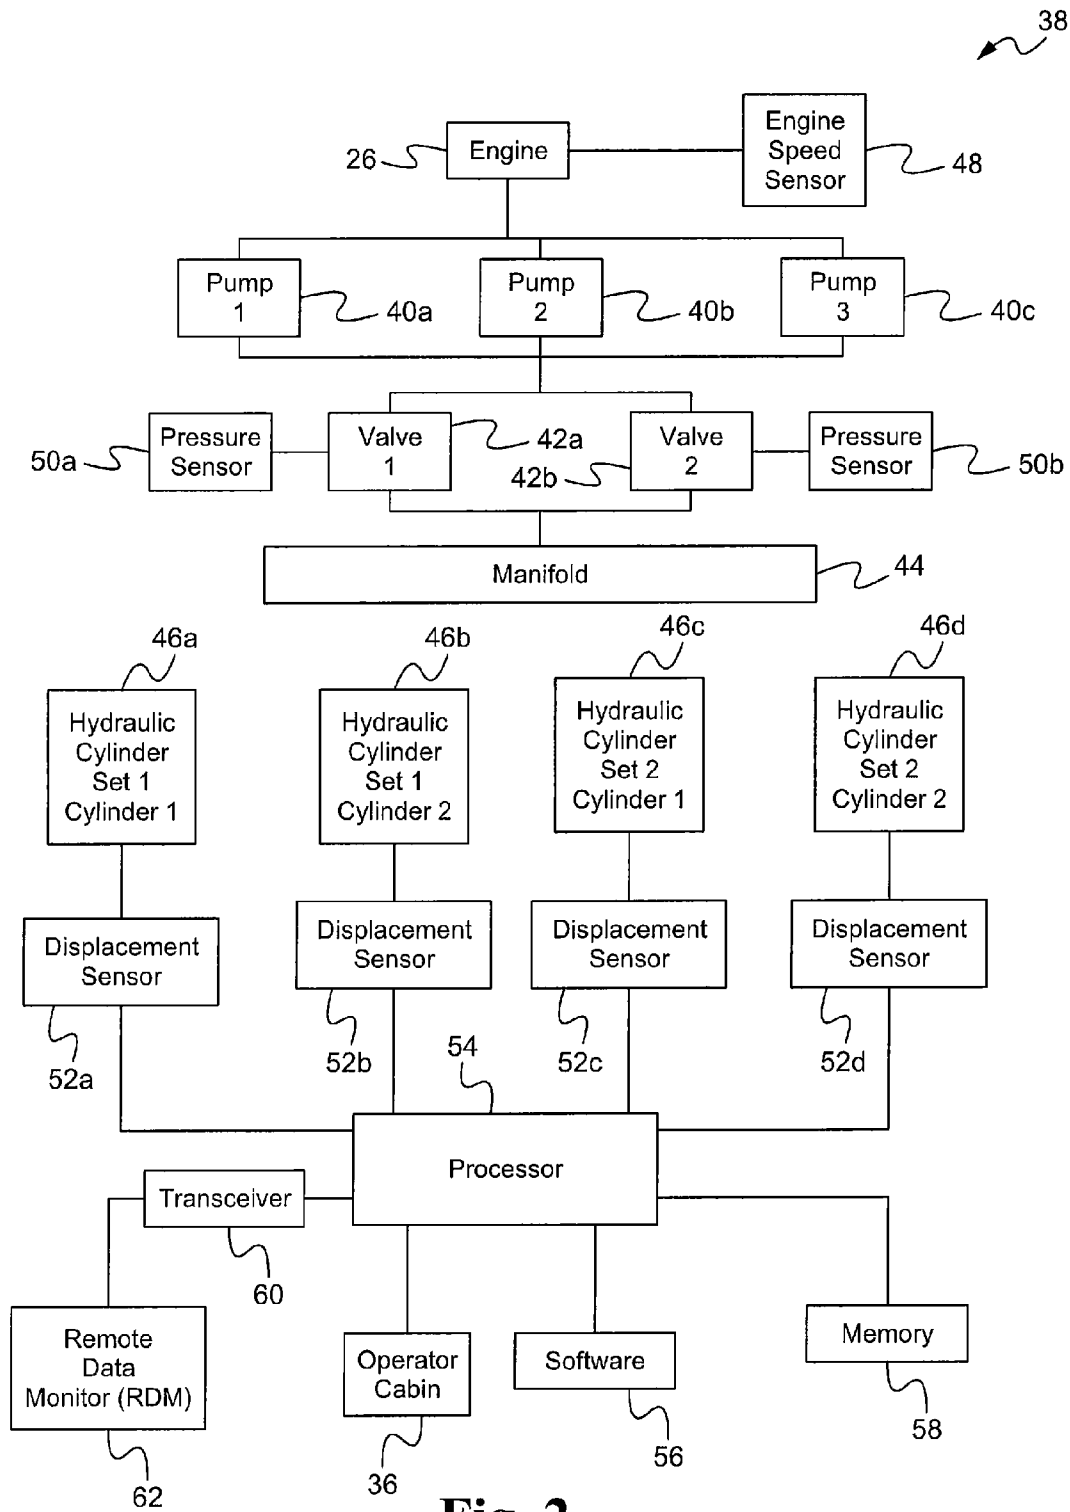 38
Engine
26
Engine
Speed
Sensor
48
Pump
1
40a
Pump
2
40b
Pump
3
40c
Pressure
Sensor
50a
Valve
1
42a
Valve
2
42b
Pressure
Sensor
50b
Manifold
44
46a
46b
46c
46d
Hydraulic
Cylinder
Set 1
Cylinder 1
Hydraulic
Cylinder
Set 1
Cylinder 2
Hydraulic
Cylinder
Set 2
Cylinder 1
Hydraulic
Cylinder
Set 2
Cylinder 2
Displacement
Sensor
52a
Displacement
Sensor
52b
Displacement
Sensor
52c
Displacement
Sensor
52d
54
Processor
Transceiver
60
Remote
Data
Monitor (RDM)
62
Operator
Cabin
36
Software
56
Memory
58